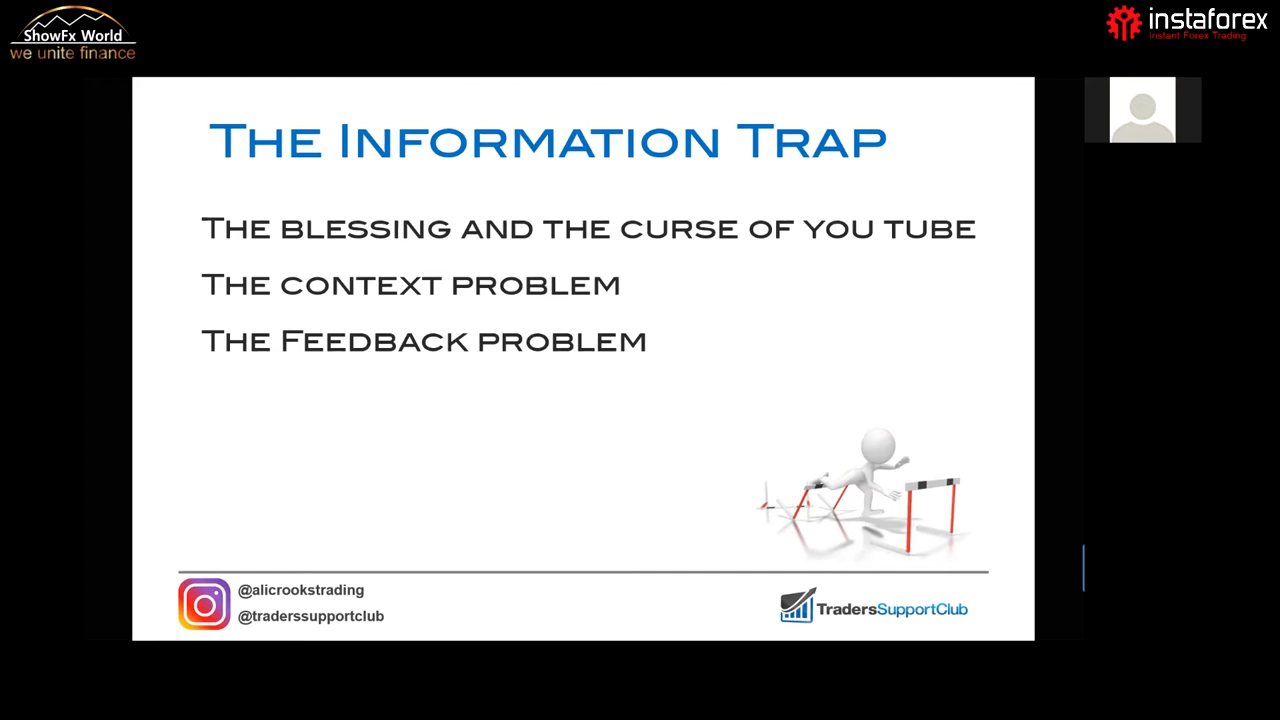 ShowFx World
we unite finance
instaforex
Instant Forex Trading
THE INFORMATION TRAP
THE BLESSING AND THE CURSE OF YOU TUBE
THE CONTEXT PROBLEM
THE FEEDBACK PROBLEM
@alicrookstrading
@traderssupportclub
TradersSupportClub